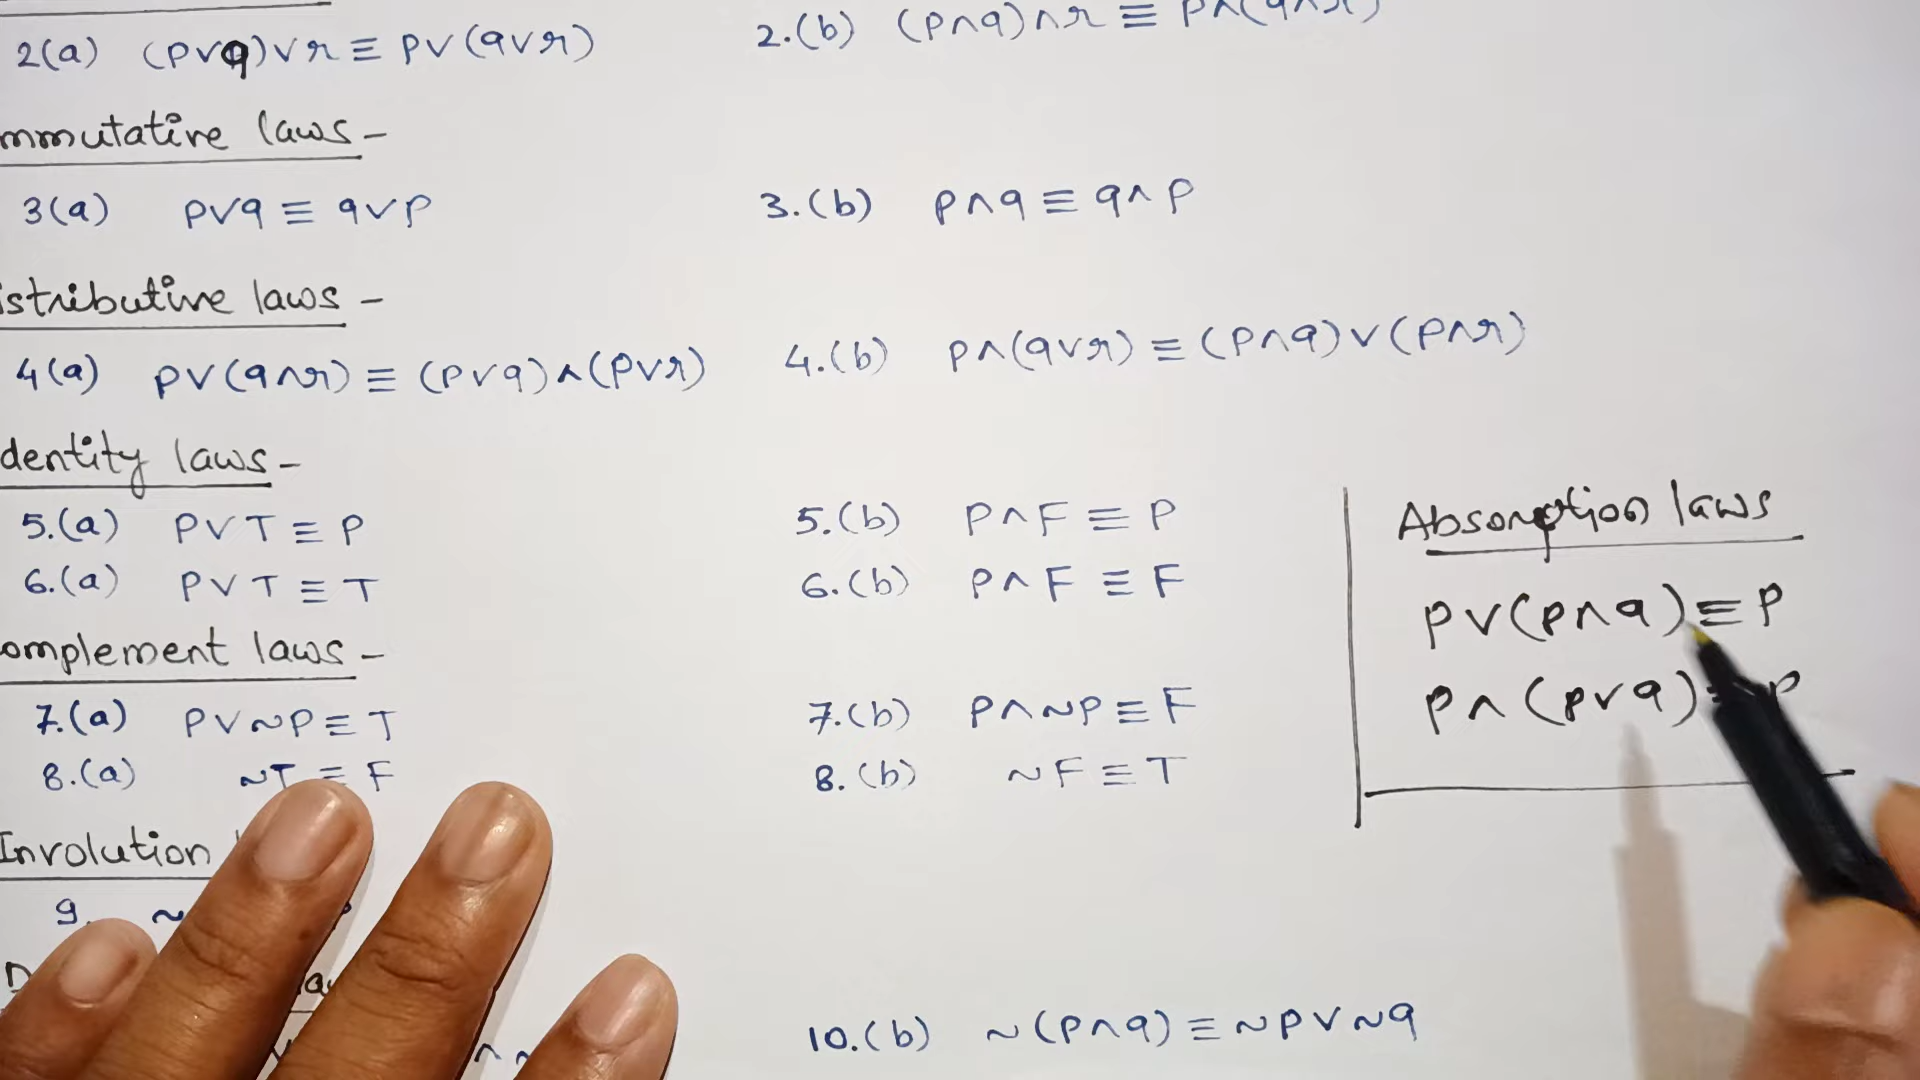 2(a) (p∨q)∨r ≡ p∨(q∨r)
2.(b) (p∧q)∧r ≡ p∧(q∧r)
mmutative laws-
3(a) p∨q ≡ q∨p
3.(b) p∧q ≡ q∧p
istributive laws-
4(a) p∨(q∧r) ≡ (p∨q)∧(p∨r)
4.(b) p∧(q∨r) ≡ (p∧q)∨(p∧r)
dentity laws-
5.(a) P∨T ≡ P
5.(b) P∧F ≡ P
6.(a) P∨T ≡ T
6.(b) P∧F ≡ F
omplement laws-
7.(a) P∨~P ≡ T
7.(b) P∧~P ≡ F
8.(a) ~T ≡ F
8.(b) ~F ≡ T
Absorption laws
p∨(p∧q) ≡ p
p∧(p∨q) ≡ p
Involution
9. ~
10.(b) ~(p∧q) ≡ ~p∨~q